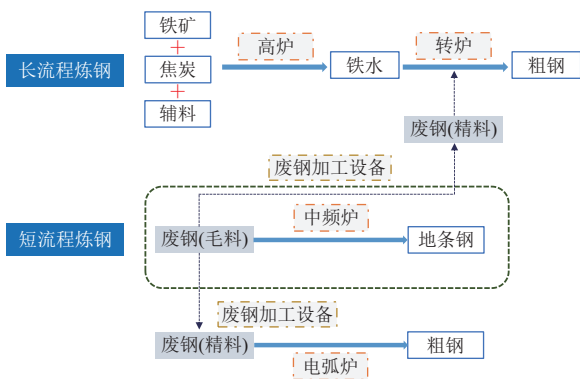 铁矿
+
长流程炼钢
焦炭
+
辅料
高炉
铁水
转炉
粗钢
废钢(精料)
废钢加工设备
短流程炼钢
废钢(毛料)
中频炉
地条钢
废钢加工设备
废钢(精料)
电弧炉
粗钢